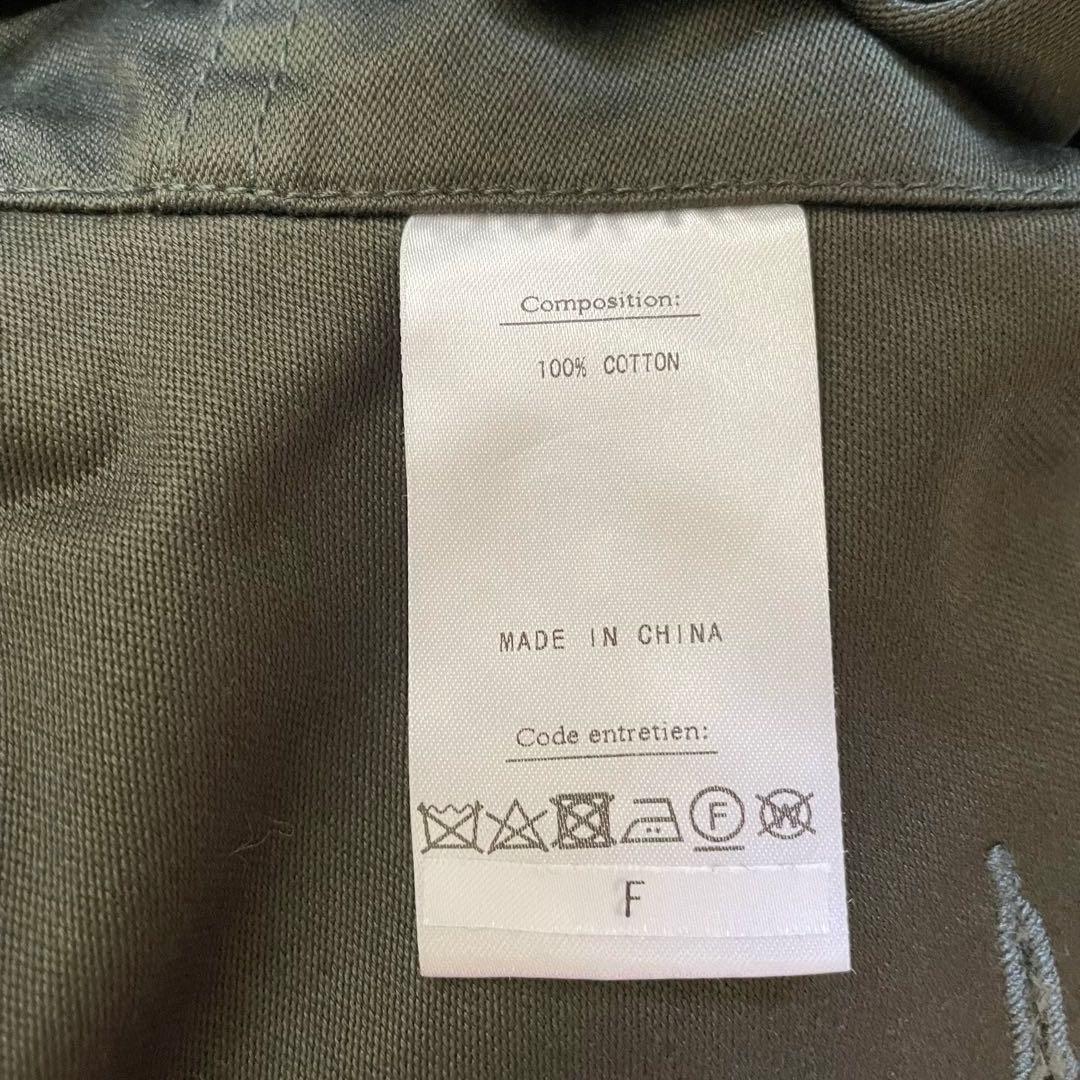 Composition:
100% COTTON
MADE IN CHINA
Code entretien:
F W
F